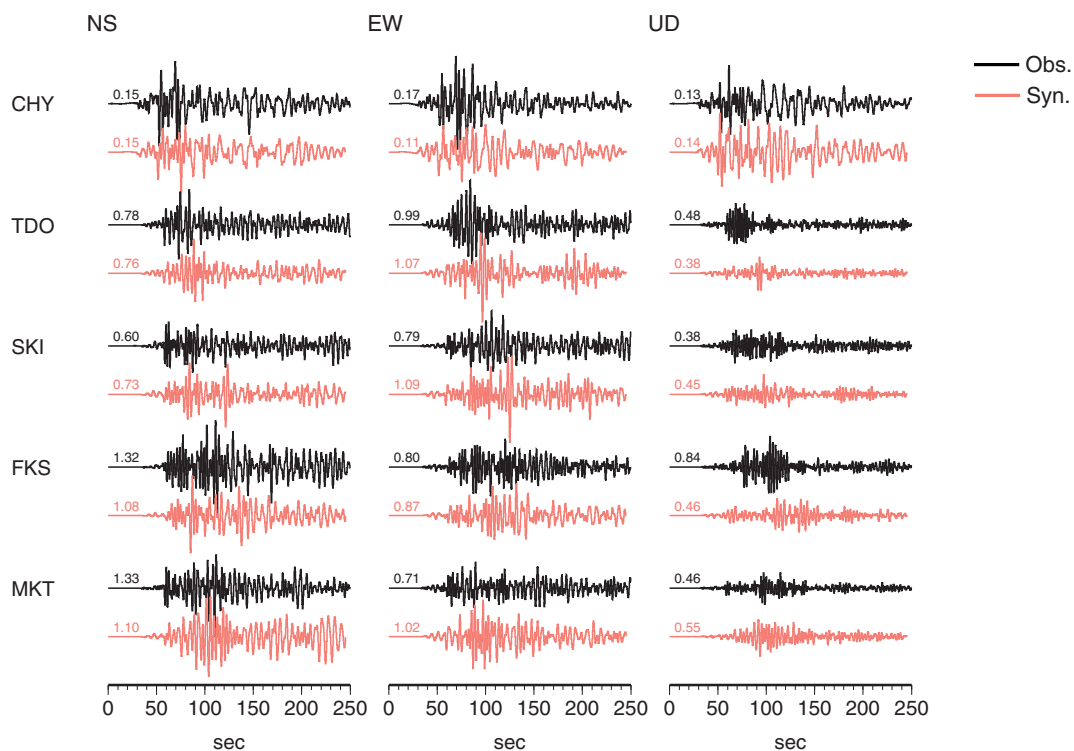 NS EW UD
Obs.
Syn.
CHY 0.15 0.17 0.13
0.15 0.11 0.14
TDO 0.78 0.99 0.48
0.76 1.07 0.38
SKI 0.60 0.79 0.38
0.73 1.09 0.45
FKS 1.32 0.80 0.84
1.08 0.87 0.46
MKT 1.33 0.71 0.46
1.10 1.02 0.55
0 50 100 150 200 250 0 50 100 150 200 250 0 50 100 150 200 250
sec sec sec